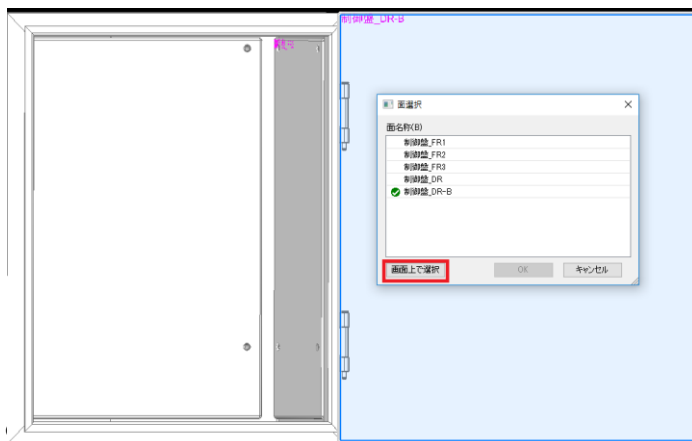 制御盤_DR-B
面選択
面名称(B)
制御盤_FR1
制御盤_FR2
制御盤_FR3
制御盤_DR
制御盤_DR-B
画面上で選択
OK
キャンセル